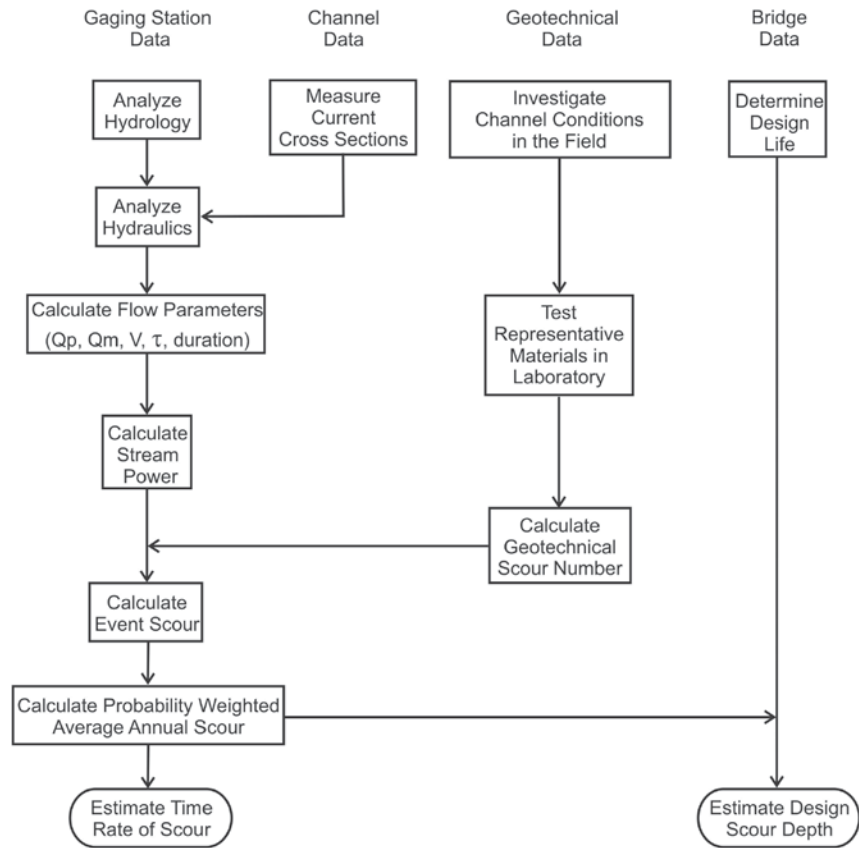 Gaging Station
Data
Channel
Data
Geotechnical
Data
Bridge
Data
Analyze
Hydrology
Measure
Current
Cross Sections
Investigate
Channel Conditions
in the Field
Determine
Design
Life
Analyze
Hydraulics
Calculate Flow Parameters
(Qp, Qm, V, τ, duration)
Test
Representative
Materials in
Laboratory
Calculate
Stream
Power
Calculate
Geotechnical
Scour Number
Calculate
Event Scour
Calculate Probability Weighted
Average Annual Scour
Estimate Time
Rate of Scour
Estimate Design
Scour Depth